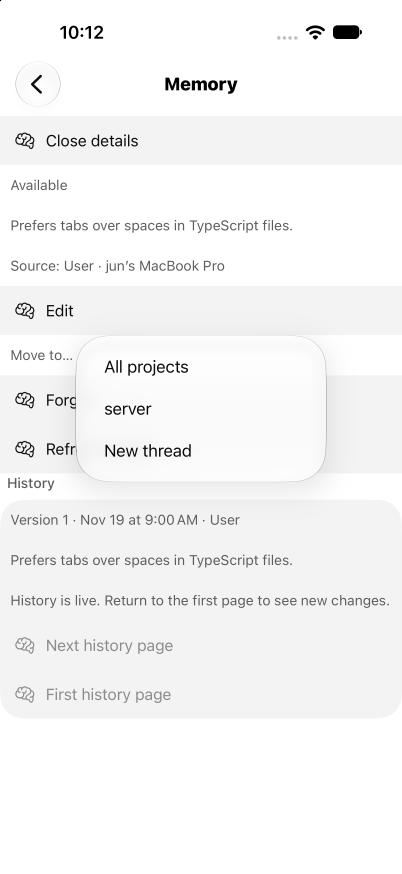 10:12
Memory
Close details
Available
Prefers tabs over spaces in TypeScript files.
Source: User · jun’s MacBook Pro
Edit
Move to...
All projects
server
New thread
History
Version 1 · Nov 19 at 9:00 AM · User
Prefers tabs over spaces in TypeScript files.
History is live. Return to the first page to see new changes.
Next history page
First history page